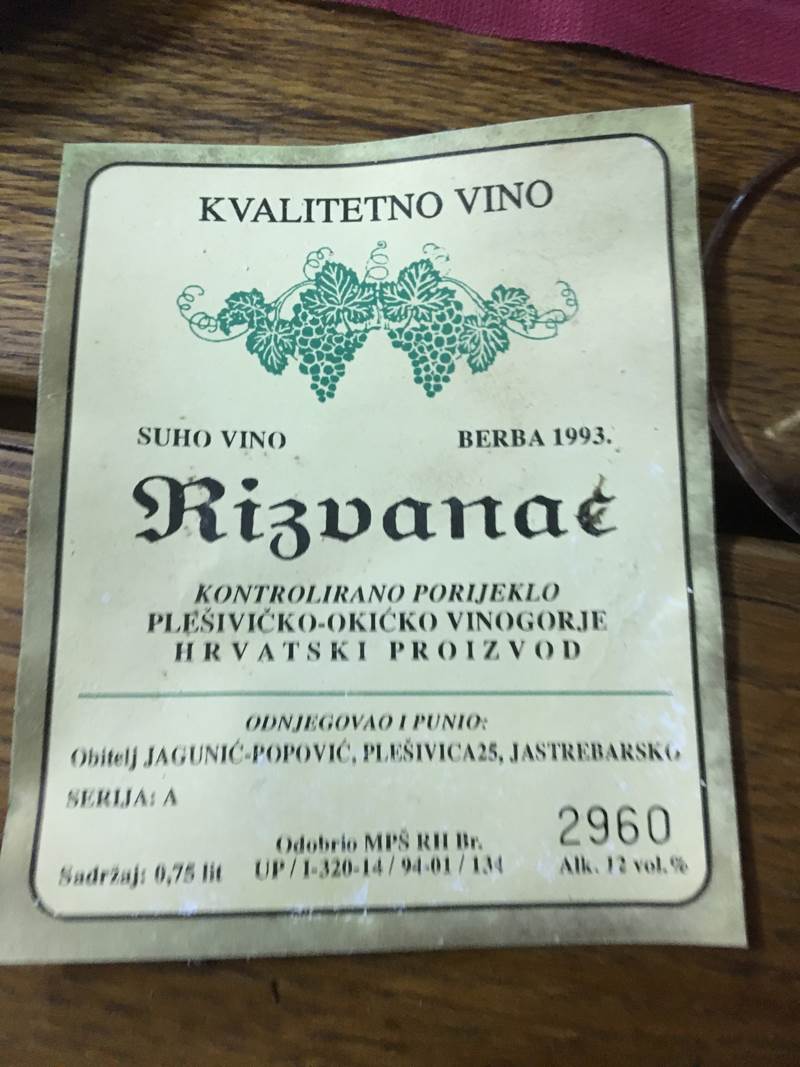 KVALITETNO VINO
SUHO VINO
BERBA 1993.
Rizvanac
KONTROLIRANO PORIJEKLO
PLEŠIVIČKO-OKIĆKO VINOGORJE
HRVATSKI PROIZVOD
ODNJEGOVAO I PUNIO:
Obitelj JAGUNIĆ-POPOVIĆ, PLEŠIVICA25, JASTREBARSKO
SERIJA: A
2960
Odobrio MPŠ RH Br.
Sadržaj: 0,75 lit
UP / I-320-14 / 94-01 / 134
Alk. 12 vol.%